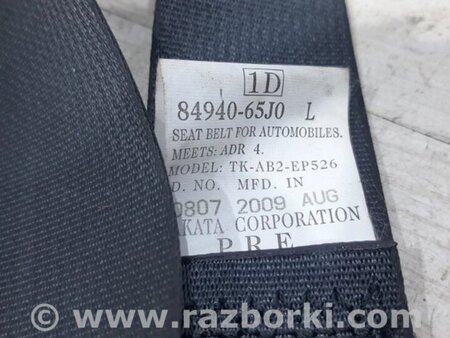 1D
84940-65J0 L
SEAT BELT FOR AUTOMOBILES.
MEETS: ADR 4.
MODEL: TK-AB2-EP526
D. NO. MFD. IN
0807 2009 AUG
KATA CORPORATION
P R E
© www.razborki.com